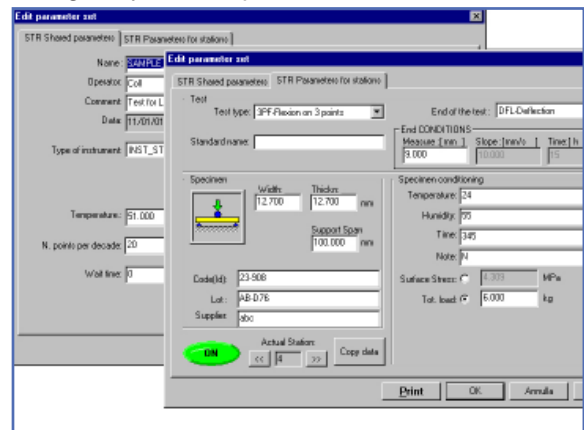 Edit parameter set
STR Shared parameters STR Parameters for stations
Name: SAMPLE
Operator: Coll
Comment: Test for L
Date: 11/01/01
Type of instrument: INST_ST
Temperature: 51.000
N. points per decade: 20
Wait time: 0
Edit parameter set
STR Shared parameters STR Parameters for stations
Test
Test type: 3PF-Flexion on 3 points
End of the test: DFL-Deflection
Standard name:
End CONDITIONS
Measure [mm ] Slope [mm/o ] Time[ h
9.000 10.000 15
Specimen
Width: Thickn:
12.700 12.700 mm
Support Span
100.000 mm
Code(Id): 23-908
Lot: AB-D76
Supplier: abc
Specimen conditioning
Temperature: 24
Humidity: 55
Time: 345
Note: N
Surface Stress: 4.309 MPa
Tot. load: 6.000 kg
ON
Actual Station:
<< 4 >>
Copy data
Print OK Annulla